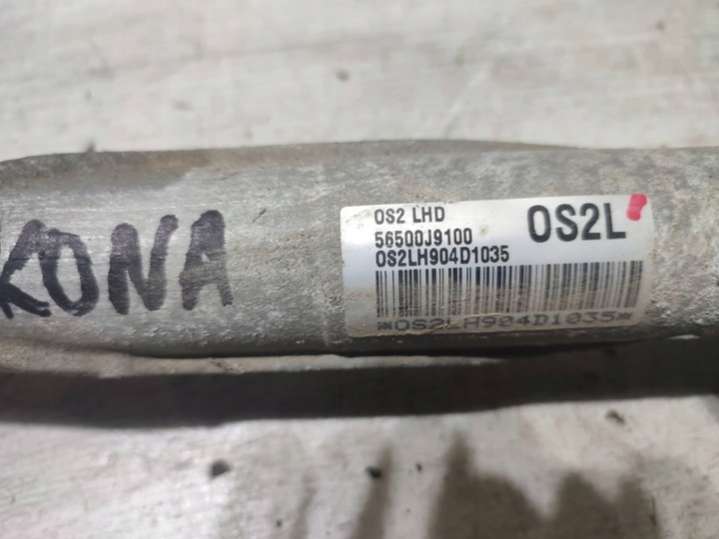 KONA
OS2 LHD
56500J9100
OS2LH904D1035
OS2L
*OS2LH904D1035*